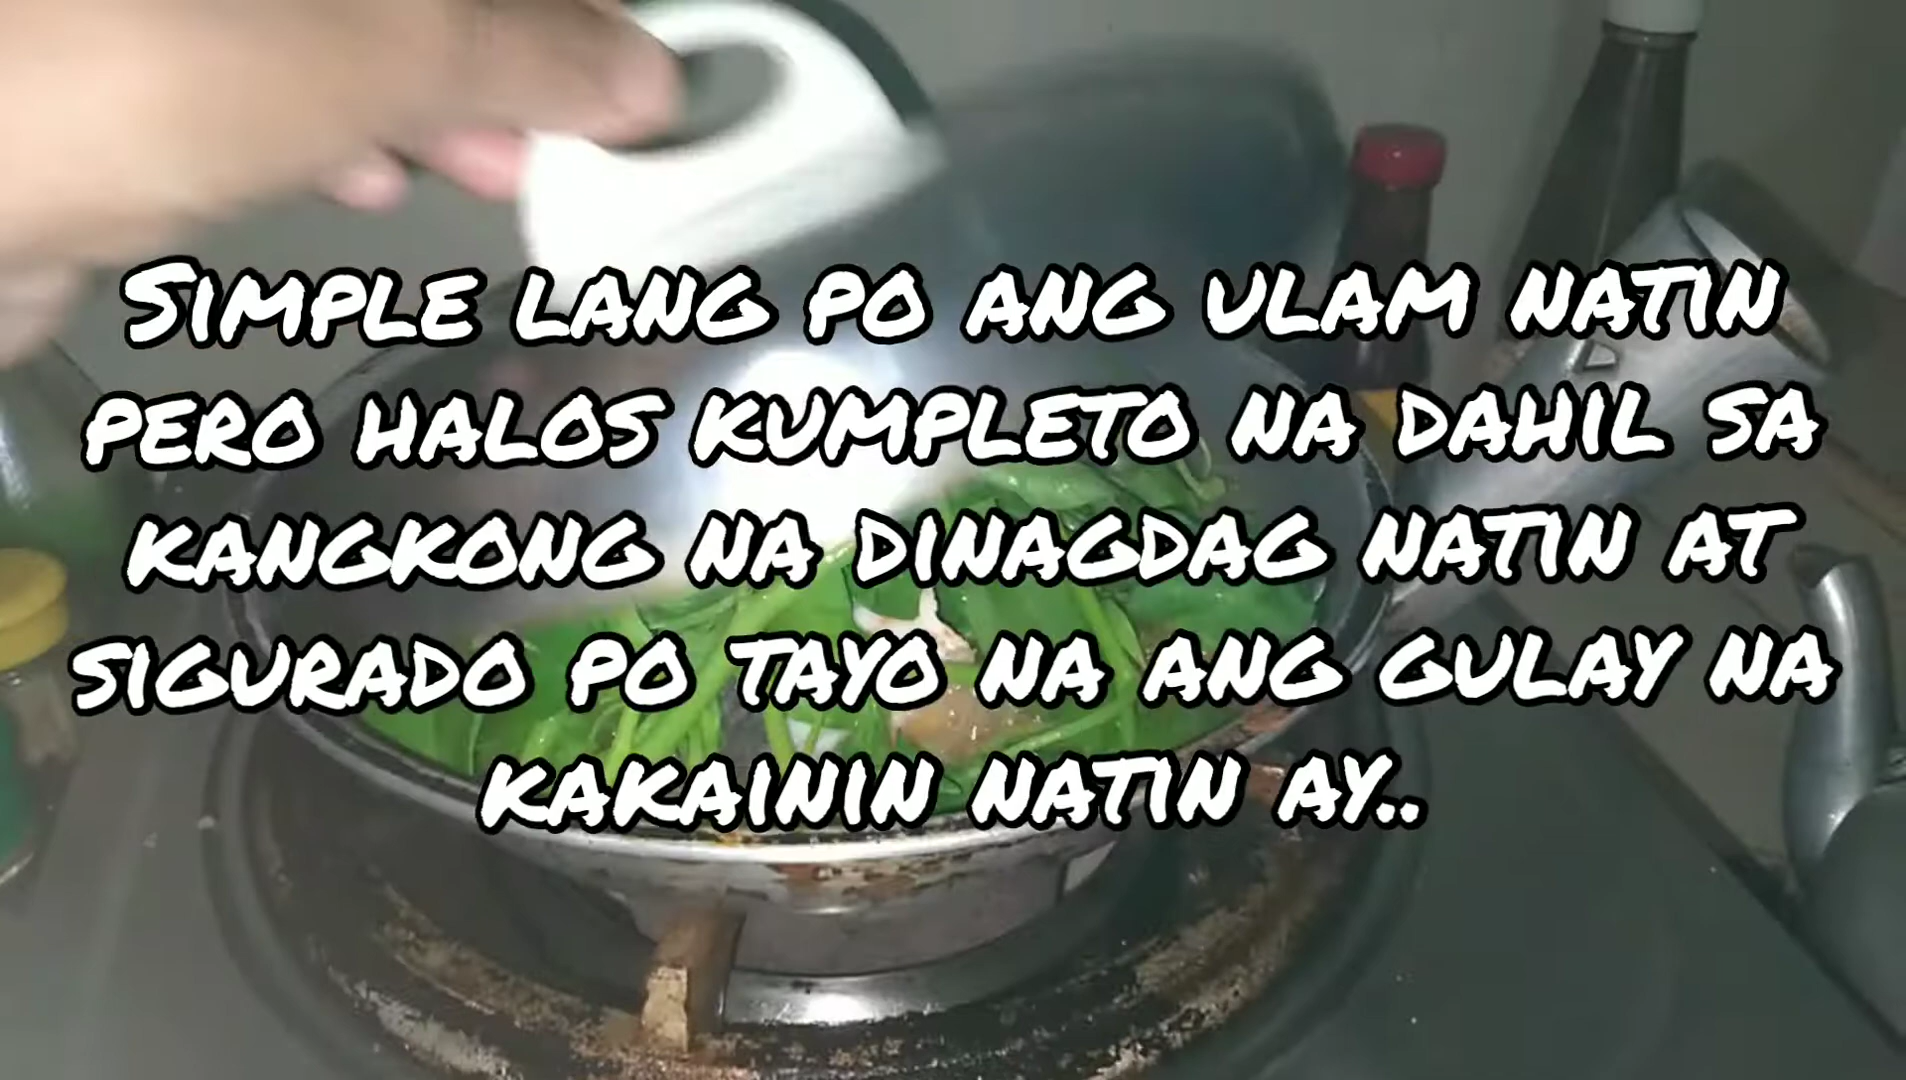 Simple lang po ang ulam natin
pero halos kumpleto na dahil sa
kangkong na dinagdag natin at
sigurado po tayo na ang gulay na
kakainin natin ay..